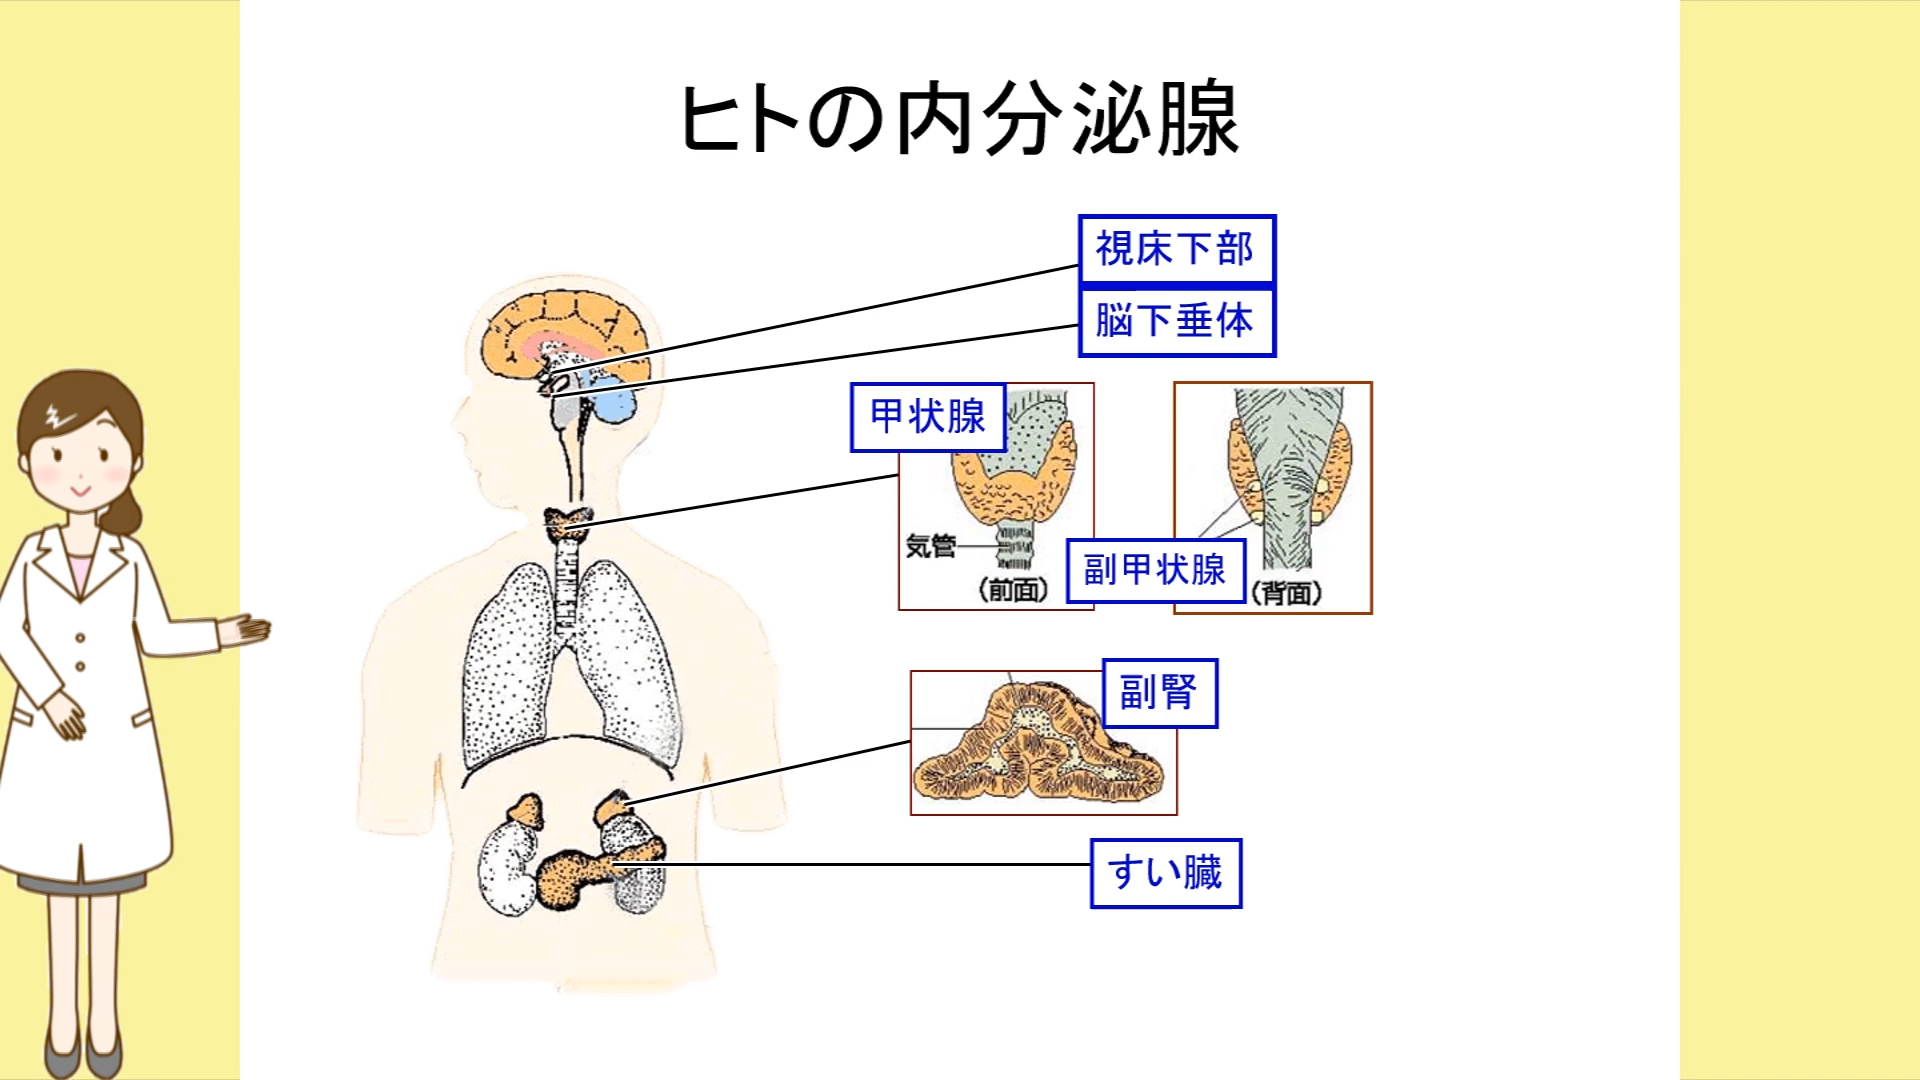 ヒトの内分泌腺
視床下部
脳下垂体
甲状腺
気管
(前面)
副甲状腺
(背面)
副腎
すい臓